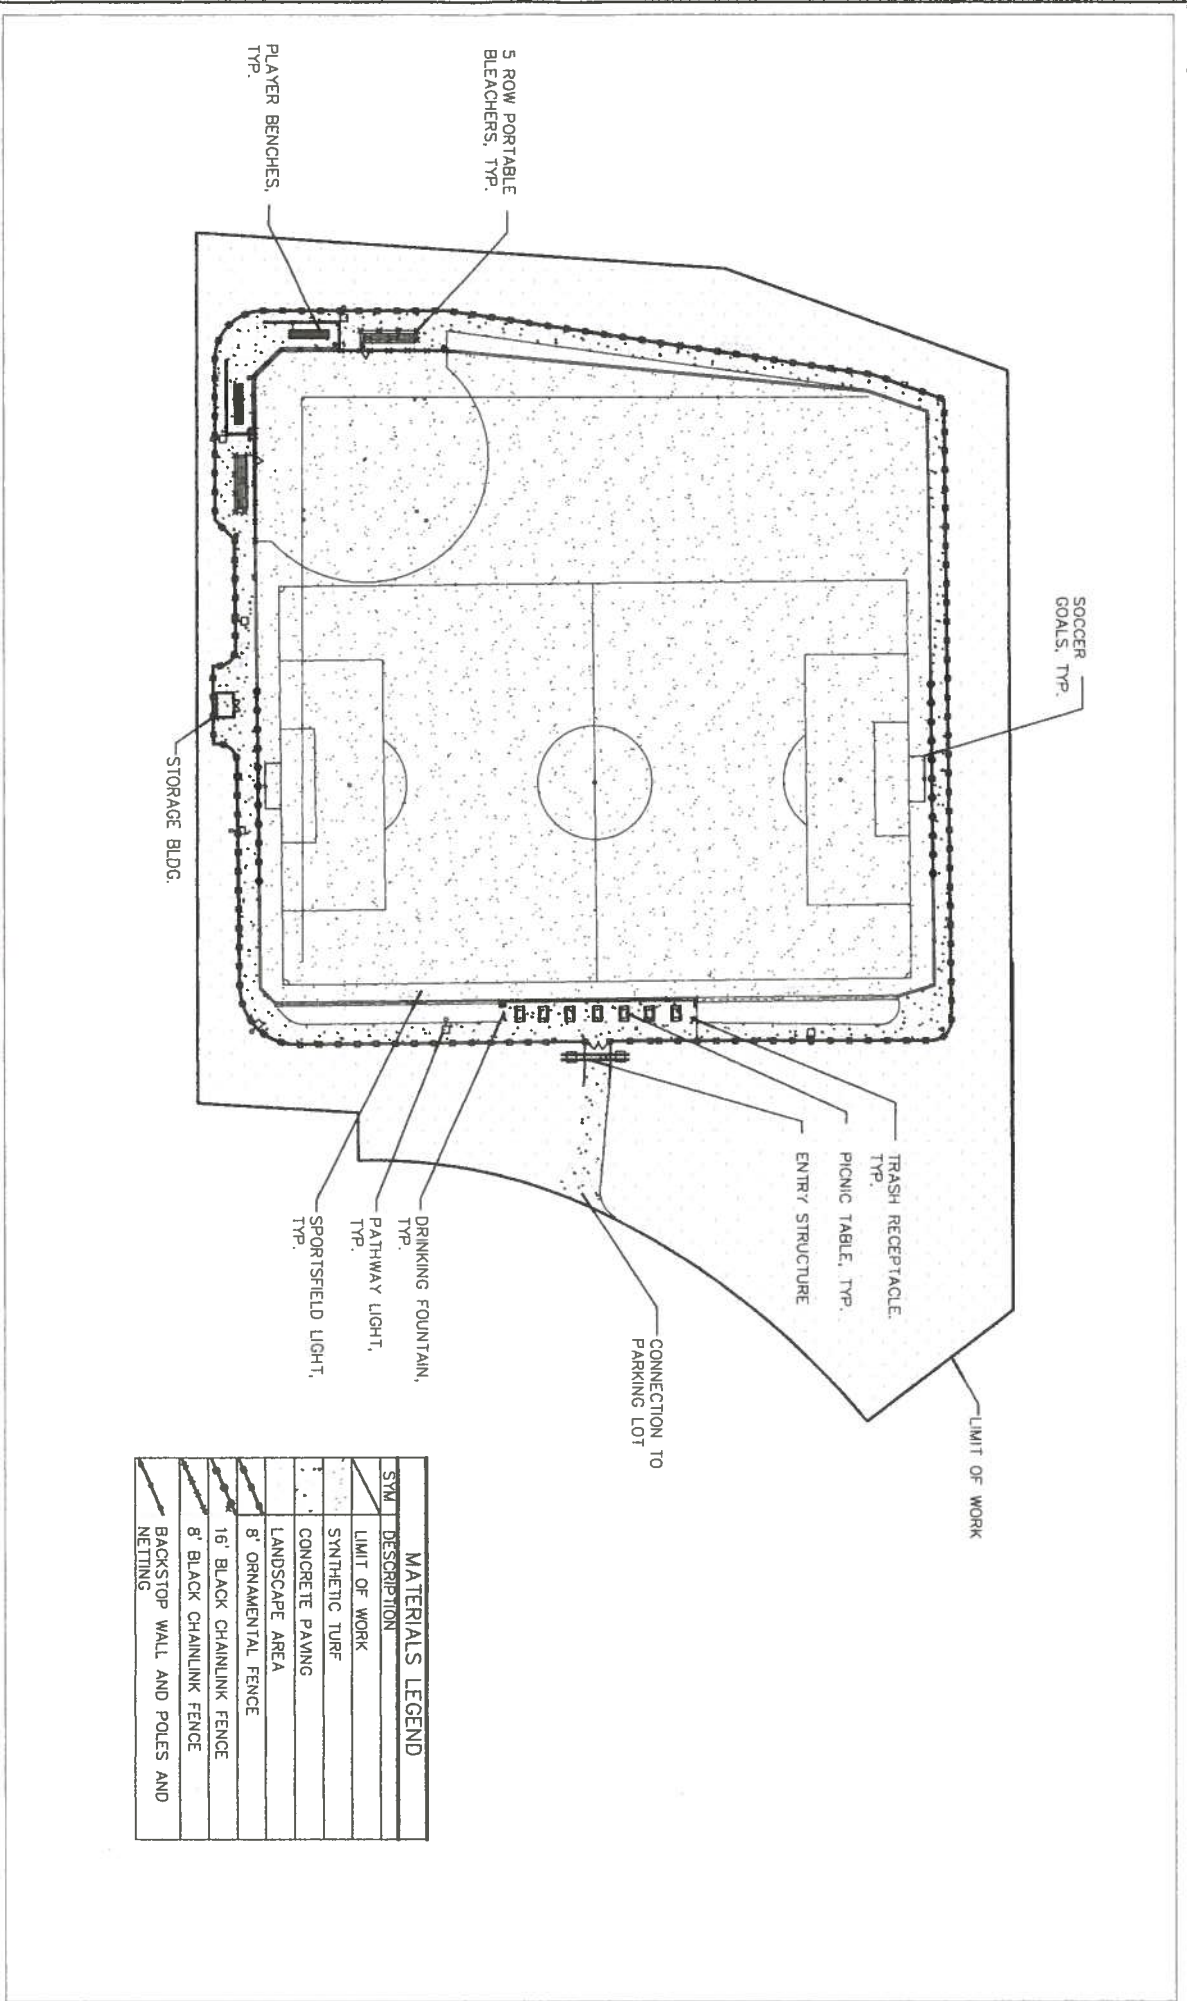 SOCCER
GOALS, TYP.
5 ROW PORTABLE
BLEACHERS, TYP.
PLAYER BENCHES,
TYP.
STORAGE BLDG.
LIMIT OF WORK
TRASH RECEPTACLE,
TYP.
PICNIC TABLE, TYP.
ENTRY STRUCTURE
CONNECTION TO
PARKING LOT
DRINKING FOUNTAIN,
TYP.
PATHWAY LIGHT,
TYP.
SPORTSFIELD LIGHT,
TYP.
MATERIALS LEGEND
SYM DESCRIPTION
LIMIT OF WORK
SYNTHETIC TURF
CONCRETE PAVING
LANDSCAPE AREA
8' ORNAMENTAL FENCE
16' BLACK CHAINLINK FENCE
8' BLACK CHAINLINK FENCE
BACKSTOP WALL AND POLES AND
NETTING